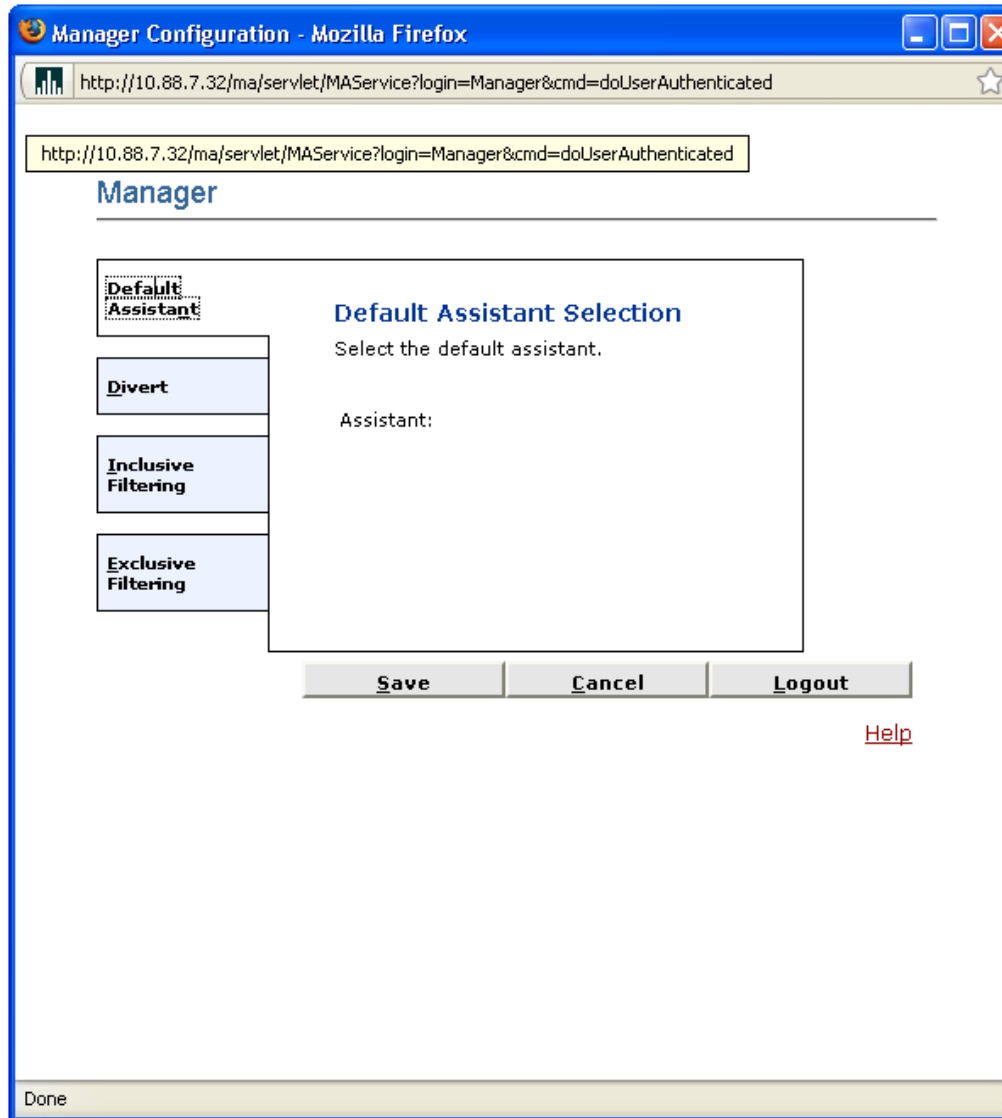 Manager Configuration - Mozilla Firefox
http://10.88.7.32/ma/servlet/MAService?login=Manager&cmd=doUserAuthenticated
http://10.88.7.32/ma/servlet/MAService?login=Manager&cmd=doUserAuthenticated
Manager
Default
Assistant
Default Assistant Selection
Select the default assistant.
Divert
Assistant:
Inclusive
Filtering
Exclusive
Filtering
Save Cancel Logout
Help
Done